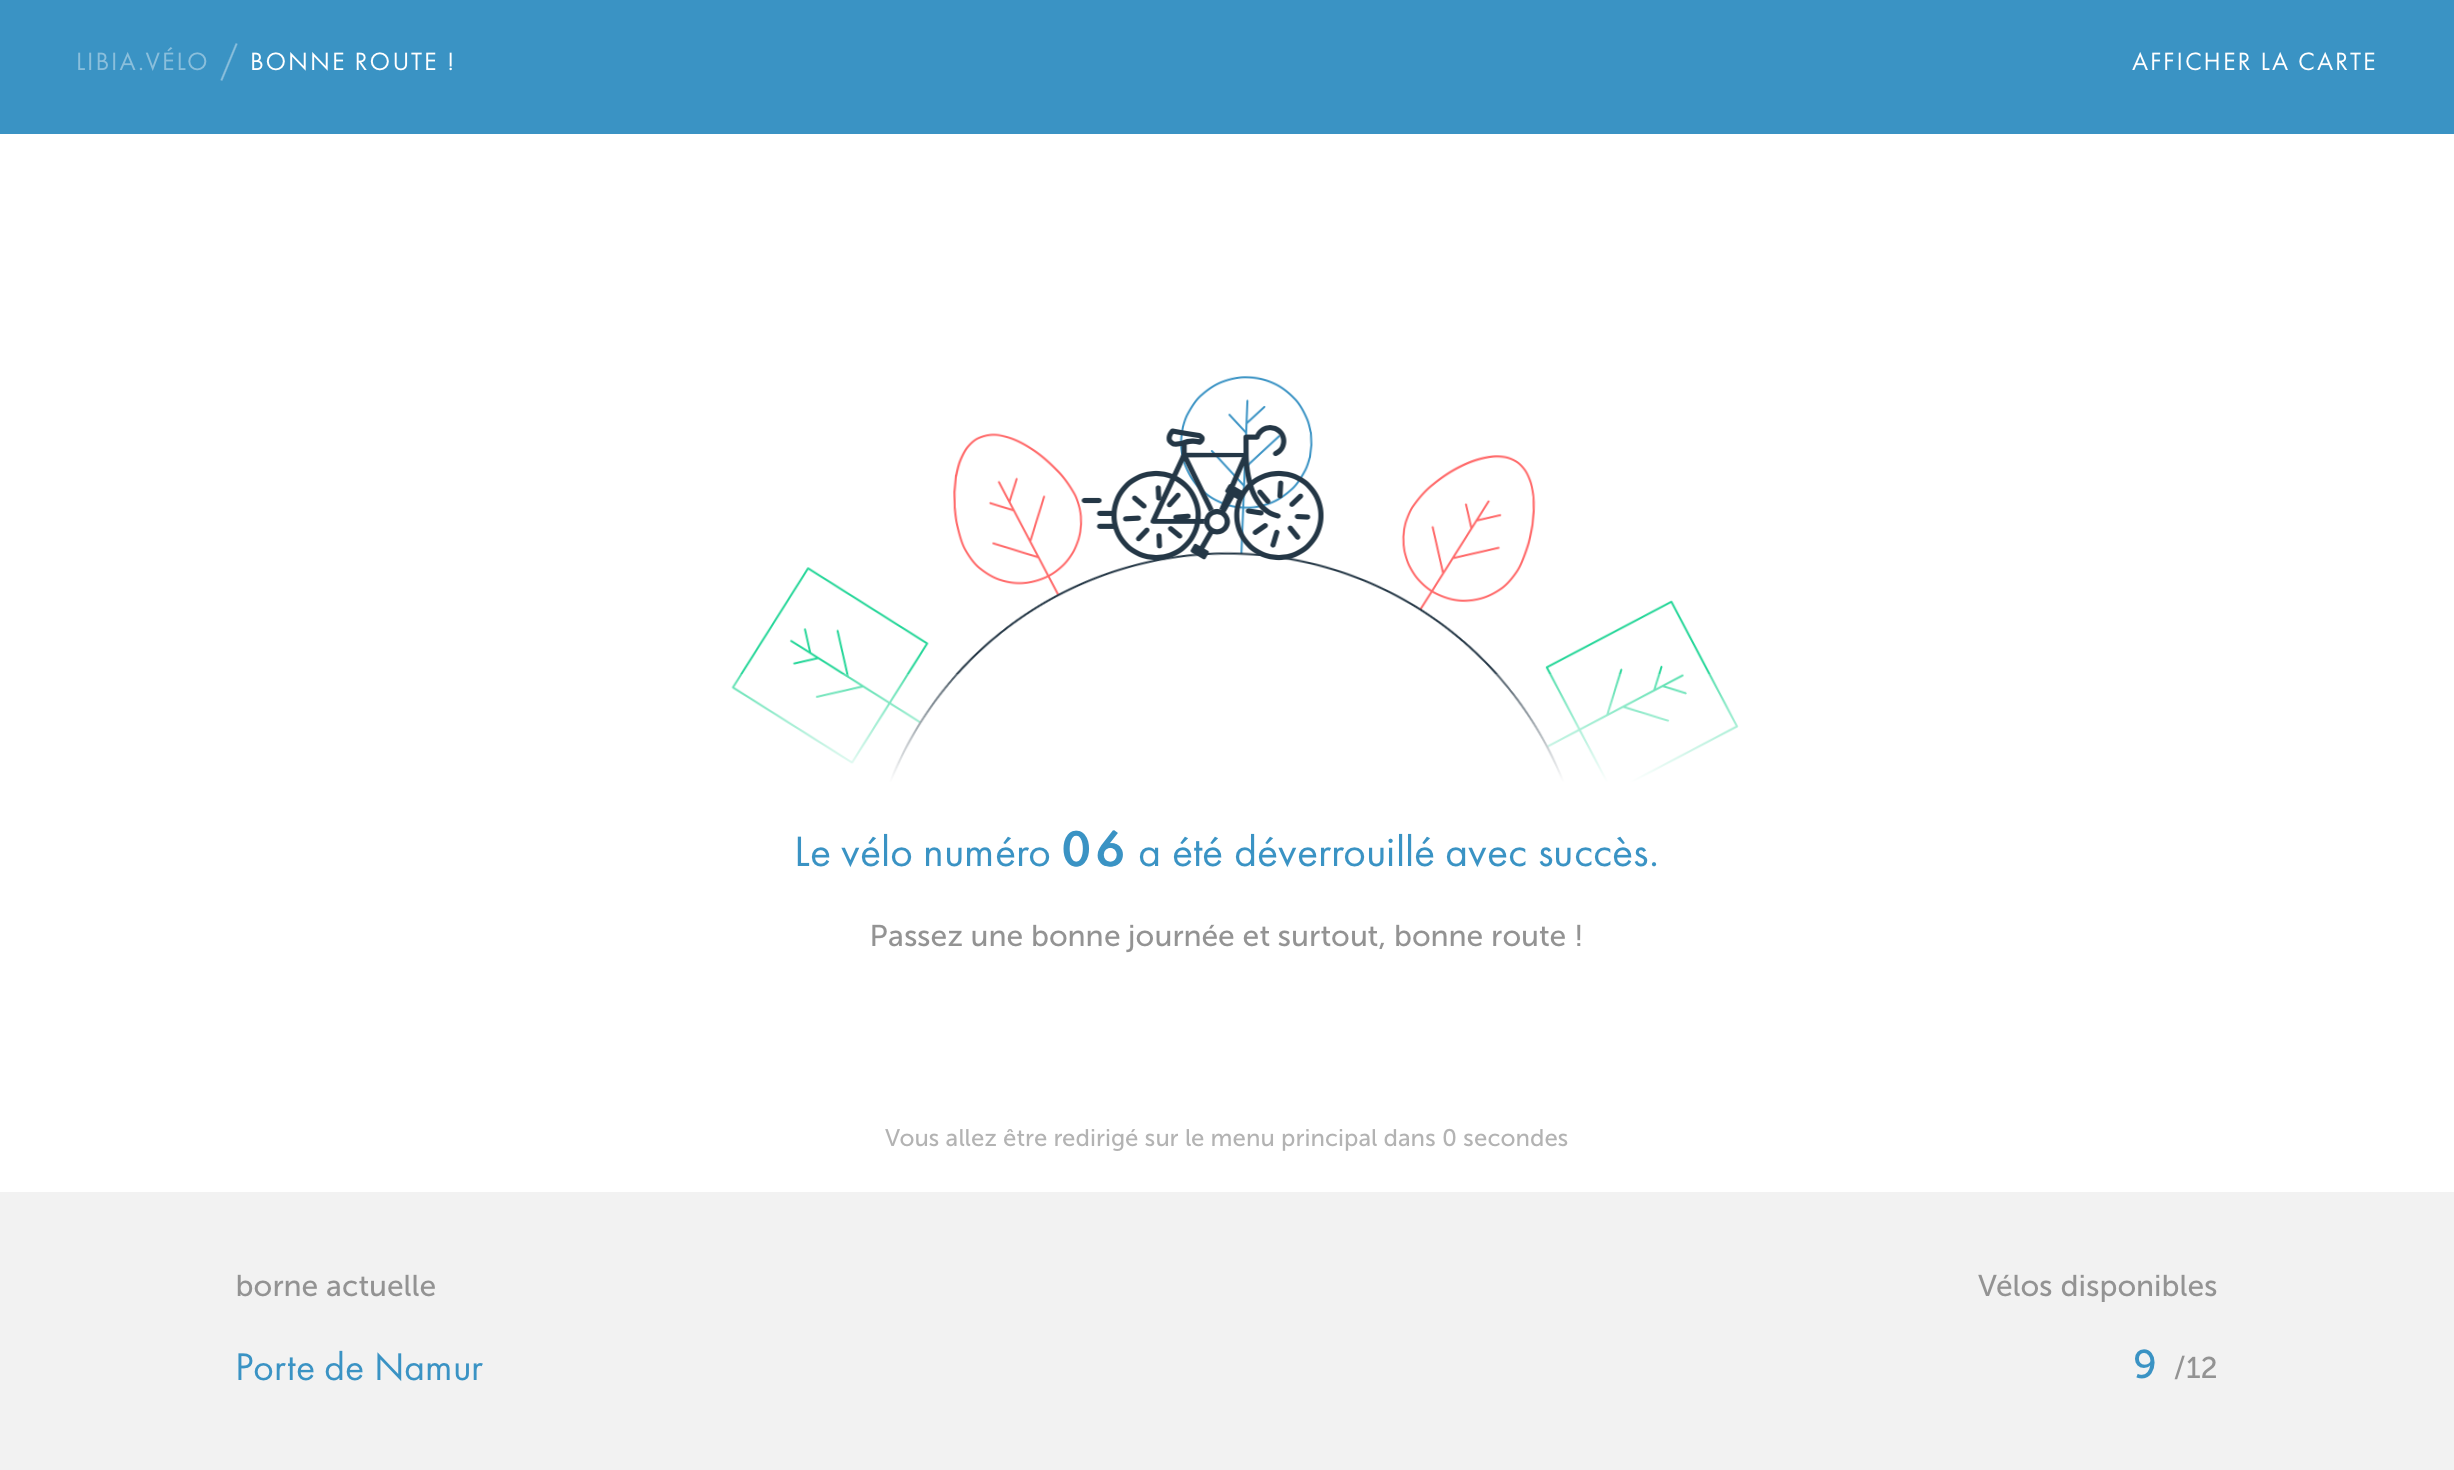 LIBIA.VÉLO / BONNE ROUTE !
AFFICHER LA CARTE
Le vélo numéro 06 a été déverrouillé avec succès.
Passez une bonne journée et surtout, bonne route !
Vous allez être redirigé sur le menu principal dans 0 secondes
borne actuelle
Porte de Namur
Vélos disponibles
9 /12